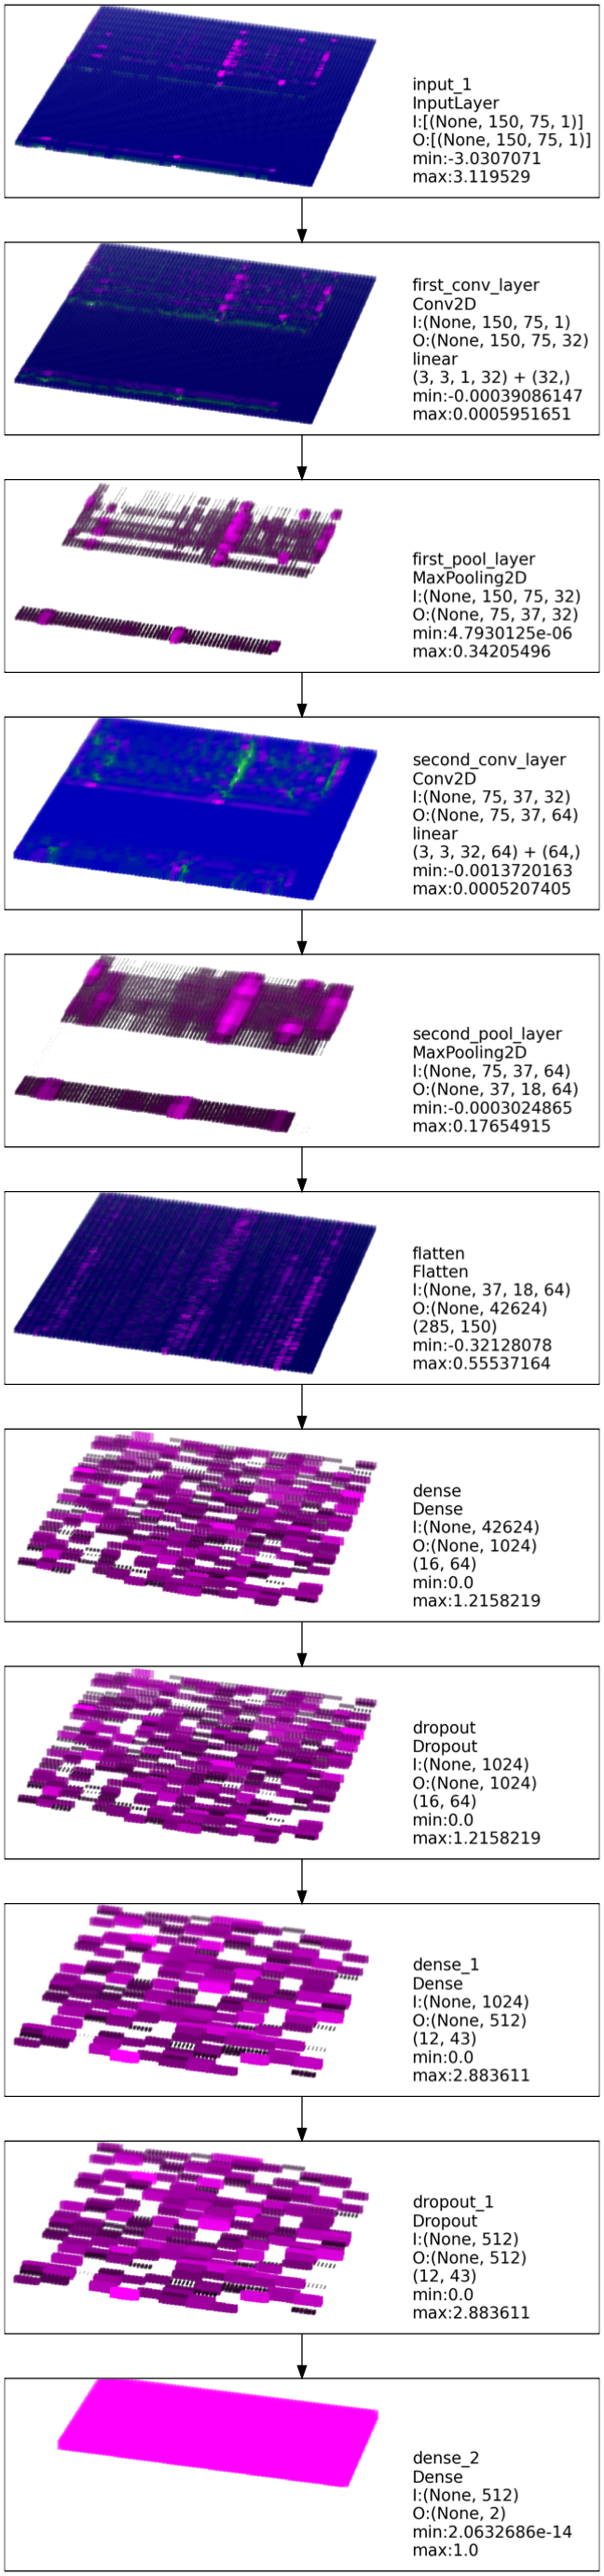 input_1
InputLayer
I:[(None, 150, 75, 1)]
O:[(None, 150, 75, 1)]
min:-3.0307071
max:3.119529
first_conv_layer
Conv2D
I:(None, 150, 75, 1)
O:(None, 150, 75, 32)
linear
(3, 3, 1, 32) + (32,)
min:-0.00039086147
max:0.0005951651
first_pool_layer
MaxPooling2D
I:(None, 150, 75, 32)
O:(None, 75, 37, 32)
min:4.7930125e-06
max:0.34205496
second_conv_layer
Conv2D
I:(None, 75, 37, 32)
O:(None, 75, 37, 64)
linear
(3, 3, 32, 64) + (64,)
min:-0.0013720163
max:0.0005207405
second_pool_layer
MaxPooling2D
I:(None, 75, 37, 64)
O:(None, 37, 18, 64)
min:-0.0003024865
max:0.17654915
flatten
Flatten
I:(None, 37, 18, 64)
O:(None, 42624)
(285, 150)
min:-0.32128078
max:0.55537164
dense
Dense
I:(None, 42624)
O:(None, 1024)
(16, 64)
min:0.0
max:1.2158219
dropout
Dropout
I:(None, 1024)
O:(None, 1024)
(16, 64)
min:0.0
max:1.2158219
dense_1
Dense
I:(None, 1024)
O:(None, 512)
(12, 43)
min:0.0
max:2.883611
dropout_1
Dropout
I:(None, 512)
O:(None, 512)
(12, 43)
min:0.0
max:2.883611
dense_2
Dense
I:(None, 512)
O:(None, 2)
min:2.0632686e-14
max:1.0